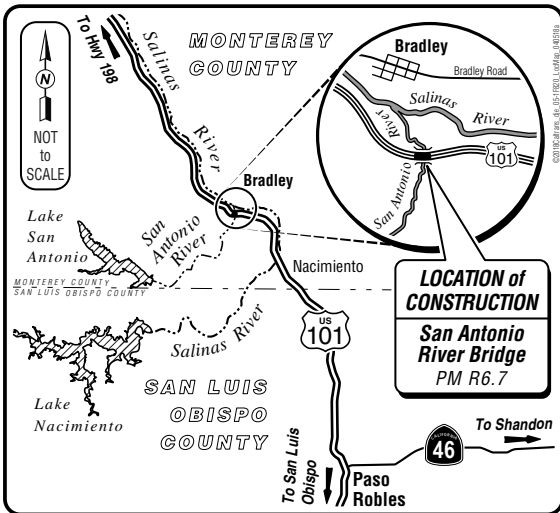 To Hwy 198
Salinas
River
MONTEREY
COUNTY
N
NOT
to
SCALE
Bradley
Bradley Road
Salinas
River
River
San Antonio
US
101
©2018Caltrans_dle_05-1F820_LocMap_040518a
Bradley
Lake
San
Antonio
San
Antonio
River
MONTEREY COUNTY
SAN LUIS OBISPO COUNTY
Nacimiento
Salinas River
LOCATION of
CONSTRUCTION
San Antonio
River Bridge
PM R6.7
US
101
Lake
Nacimiento
SAN LUIS
OBISPO
COUNTY
To San Luis
Obispo
Paso
Robles
CALIFORNIA
46
To Shandon